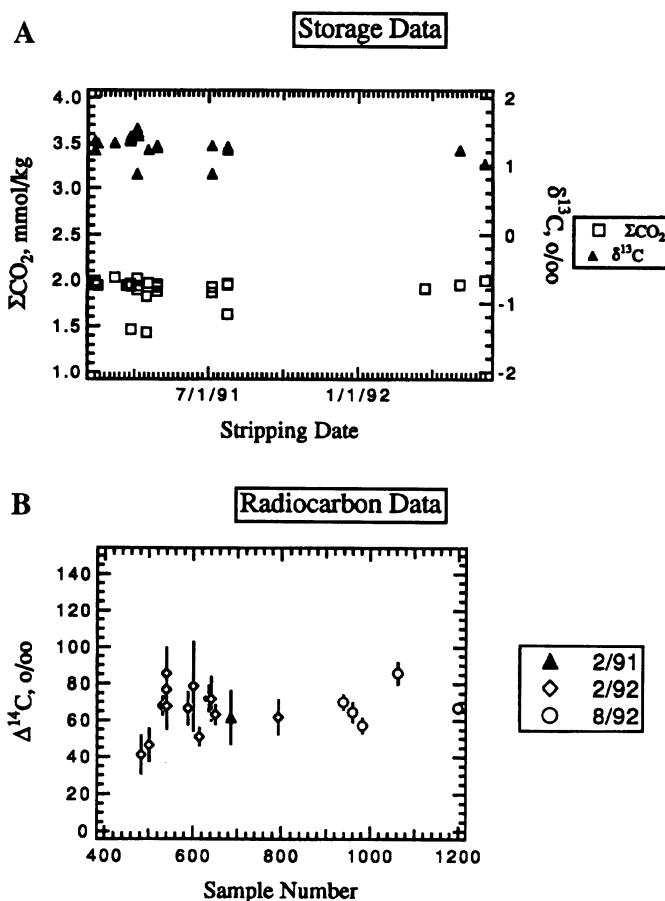 A
Storage Data
4.0
3.5
3.0
2.5
2.0
1.5
1.0
ΣCO₂, mmol/kg
2
1
0
-1
-2
δ¹³C, o/oo
ΣCO₂
δ¹³C
7/1/91
1/1/92
Stripping Date
B
Radiocarbon Data
140
120
100
80
60
40
20
0
Δ¹⁴C, o/oo
2/91
2/92
8/92
400
600
800
1000
1200
Sample Number